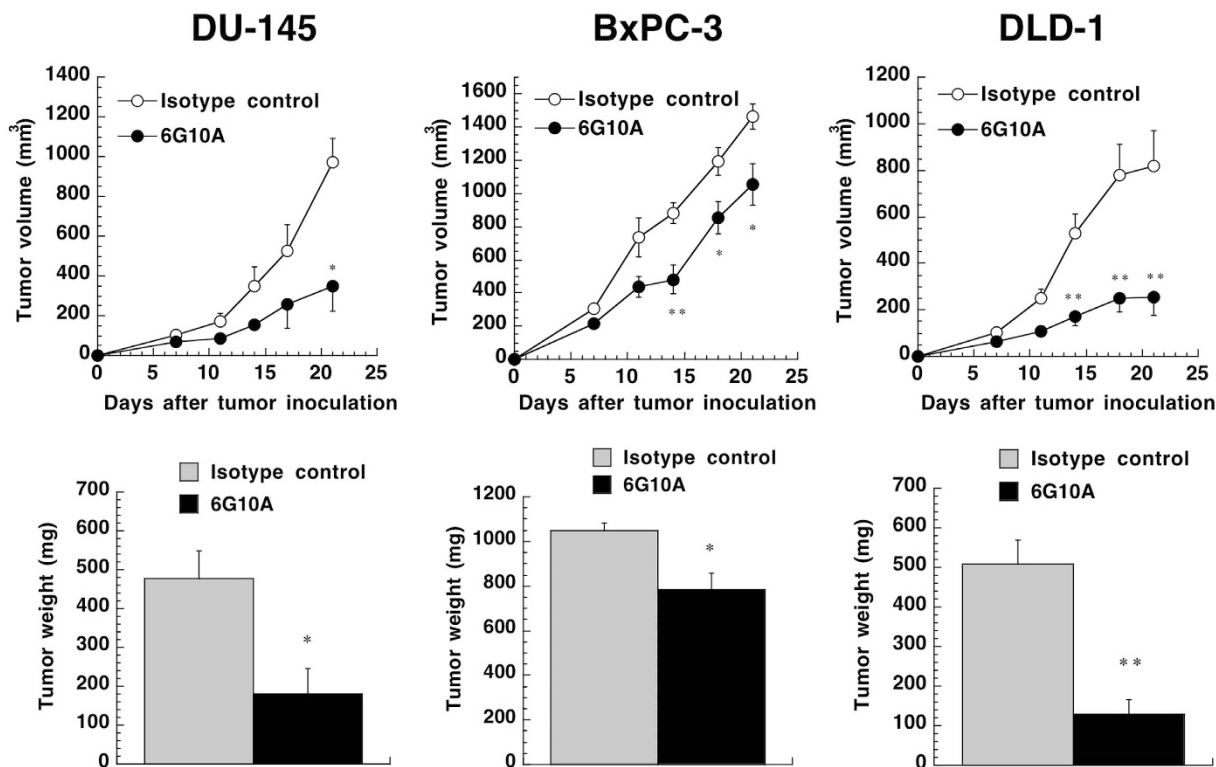 DU-145
BxPC-3
DLD-1
1400
1200
1000
800
600
400
200
0
Tumor volume (mm³)
Isotype control
6G10A
*
0 5 10 15 20 25
Days after tumor inoculation
1600
1400
1200
1000
800
600
400
200
0
Tumor volume (mm³)
Isotype control
6G10A
**
*
*
0 5 10 15 20 25
Days after tumor inoculation
1200
1000
800
600
400
200
0
Tumor volume (mm³)
Isotype control
6G10A
**
**
**
0 5 10 15 20 25
Days after tumor inoculation
Isotype control
6G10A
700
600
500
400
300
200
100
0
Tumor weight (mg)
*
Isotype control
6G10A
1200
1000
800
600
400
200
0
Tumor weight (mg)
*
Isotype control
6G10A
700
600
500
400
300
200
100
0
Tumor weight (mg)
**